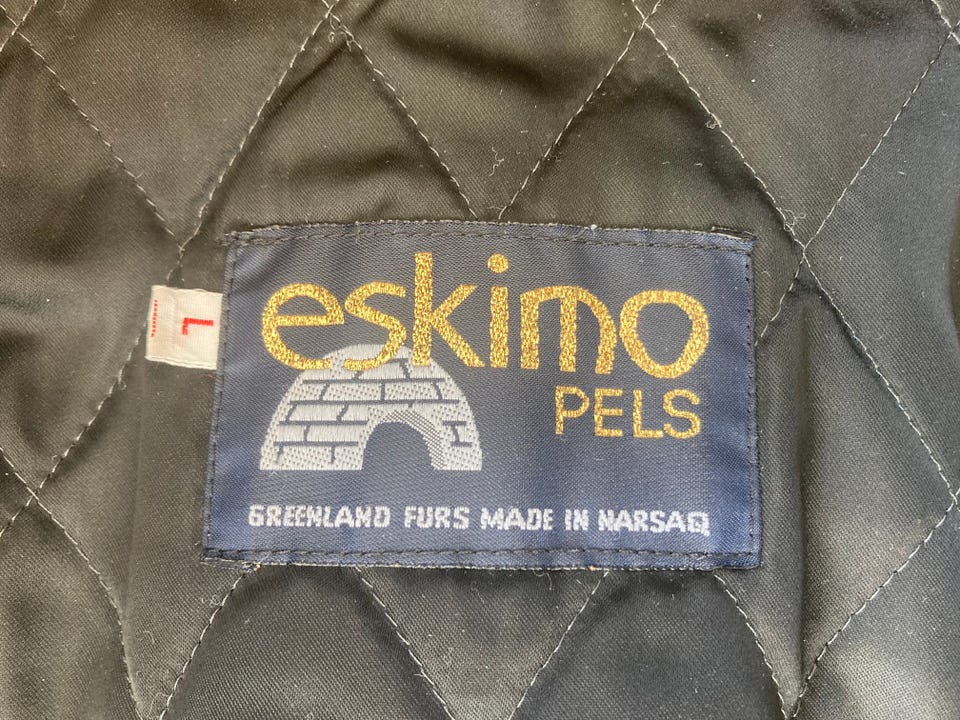 eskimo
PELS
L
GREENLAND FURS MADE IN NARSAQ